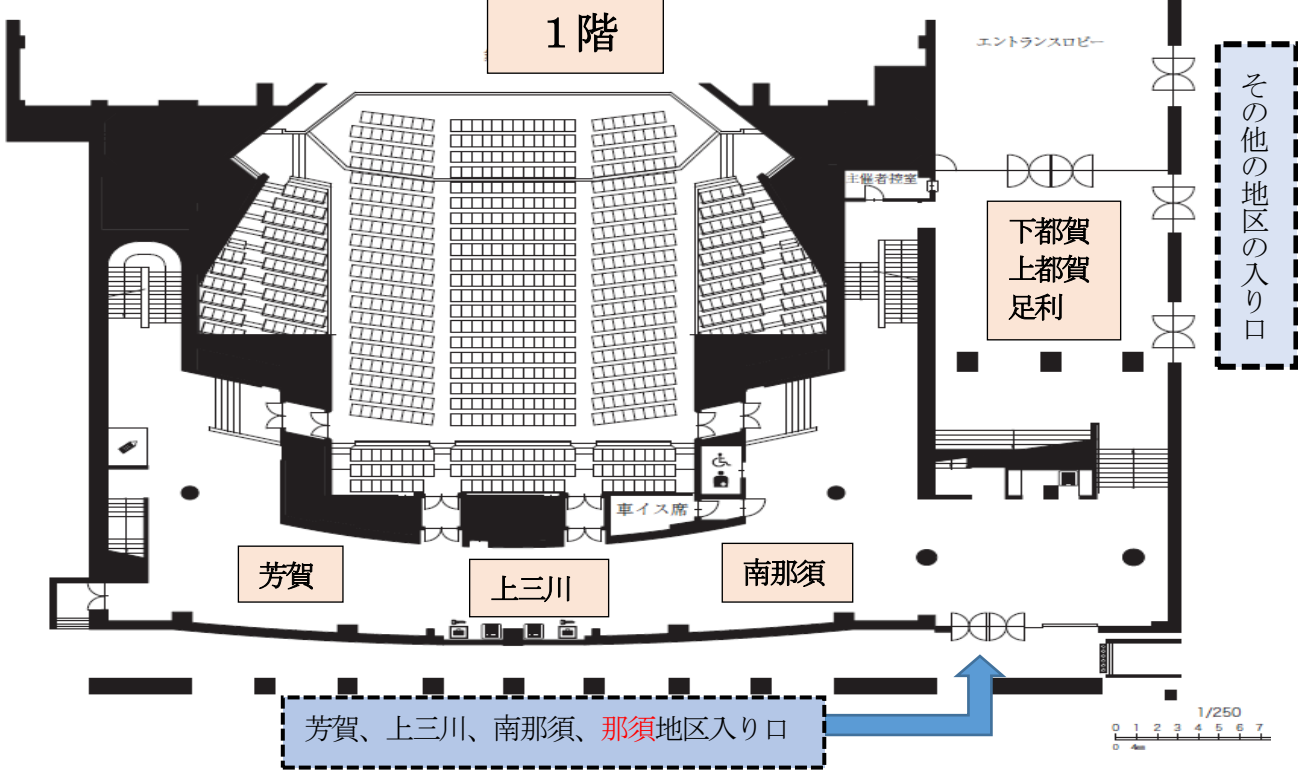 1階
エントランスロビー
その他の地区の入り口
主催者控室
下都賀
上都賀
足利
車イス席
芳賀
上三川
南那須
芳賀、上三川、南那須、那須地区入り口
1/250
0 1 2 3 4 5 6 7
0